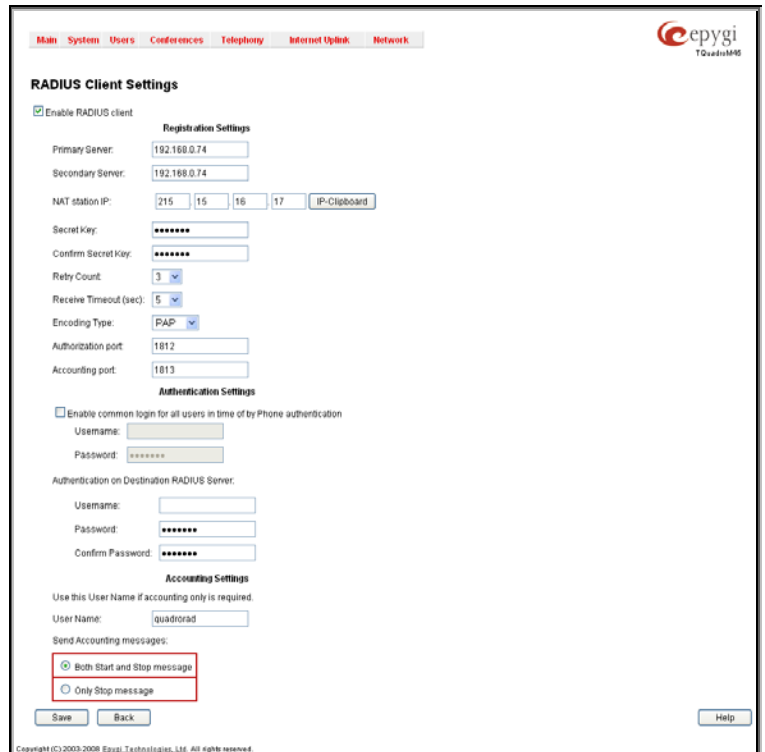 epygi
TQuadroM46
Main System Users Conferences Telephony Internet Uplink Network
RADIUS Client Settings
Enable RADIUS client
Registration Settings
Primary Server: 192.168.0.74
Secondary Server: 192.168.0.74
NAT station IP: 215 . 15 . 16 . 17 IP-Clipboard
Secret Key: •••••••
Confirm Secret Key: •••••••
Retry Count: 3
Receive Timeout (sec): 5
Encoding Type: PAP
Authorization port: 1812
Accounting port: 1813
Authentication Settings
Enable common login for all users in time of by Phone authentication
Username:
Password: •••••••
Authentication on Destination RADIUS Server:
Username:
Password: •••••••
Confirm Password: •••••••
Accounting Settings
Use this User Name if accounting only is required.
User Name: quadrorad
Send Accounting messages:
Both Start and Stop message
Only Stop message
Save Back Help
Copyright (C) 2003-2008 Epygi Technologies, Ltd. All rights reserved.